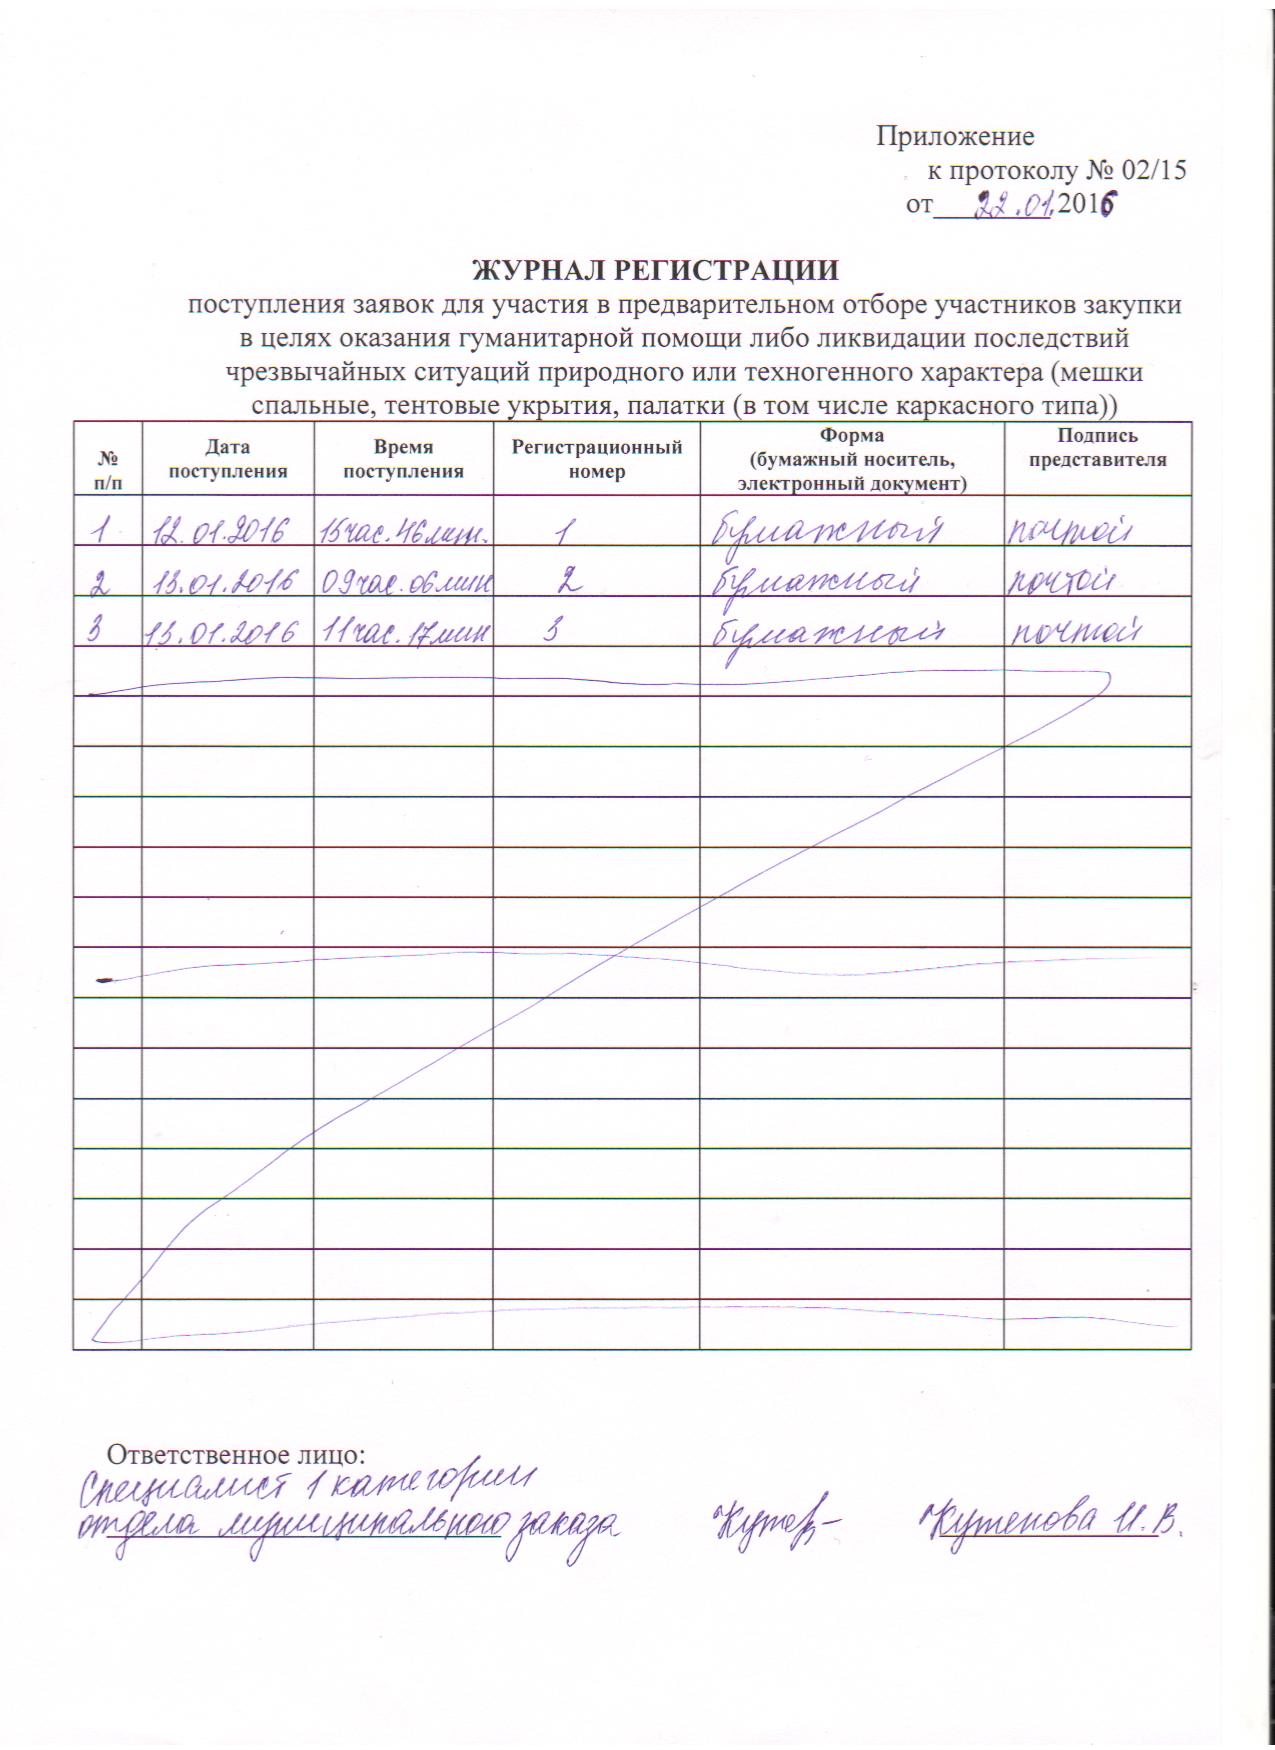 Приложение
к протоколу № 02/15
от 22.01.2016
ЖУРНАЛ РЕГИСТРАЦИИ
поступления заявок для участия в предварительном отборе участников закупки
в целях оказания гуманитарной помощи либо ликвидации последствий
чрезвычайных ситуаций природного или техногенного характера (мешки
спальные, тентовые укрытия, палатки (в том числе каркасного типа))
№ п/п Дата поступления Время поступления Регистрационный номер Форма (бумажный носитель, электронный документ) Подпись представителя
1 12.01.2016 15час.46мин. 1 бумажный почтой
2 13.01.2016 09час.06мин 2 бумажный почтой
3 13.01.2016 11час.17мин 3 бумажный почтой
Ответственное лицо:
Специалист 1 категории
отдела муниципального заказа И.В.